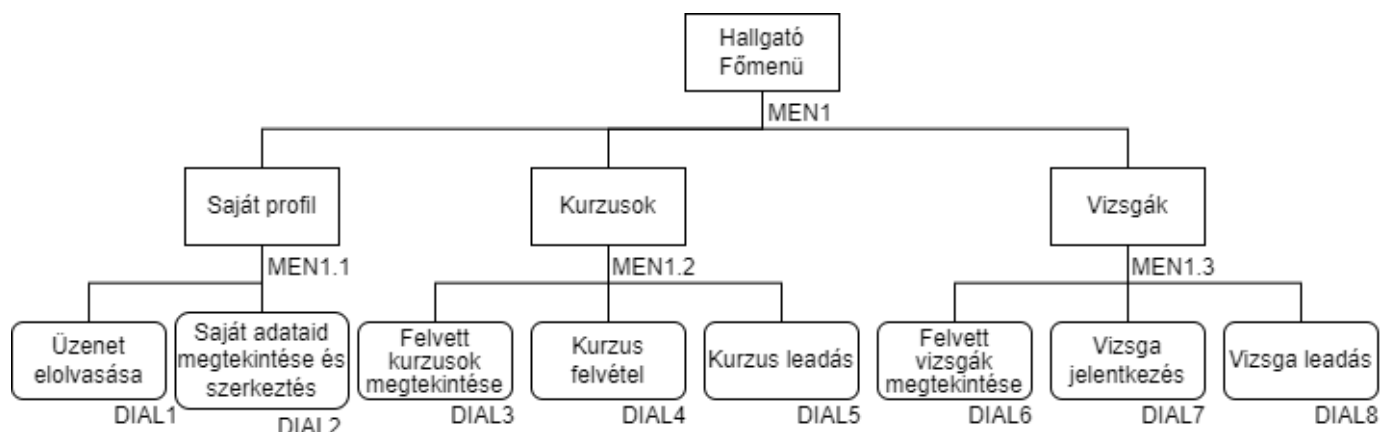 Hallgató
Főmenü
MEN1
Saját profil
Kurzusok
Vizsgák
MEN1.1
MEN1.2
MEN1.3
Üzenet
elolvasása
Saját adataid
megtekintése és
szerkeztés
Felvett
kurzusok
megtekintése
Kurzus
felvétel
Kurzus leadás
Felvett
vizsgák
megtekintése
Vizsga
jelentkezés
Vizsga leadás
DIAL1
DIAL2
DIAL3
DIAL4
DIAL5
DIAL6
DIAL7
DIAL8